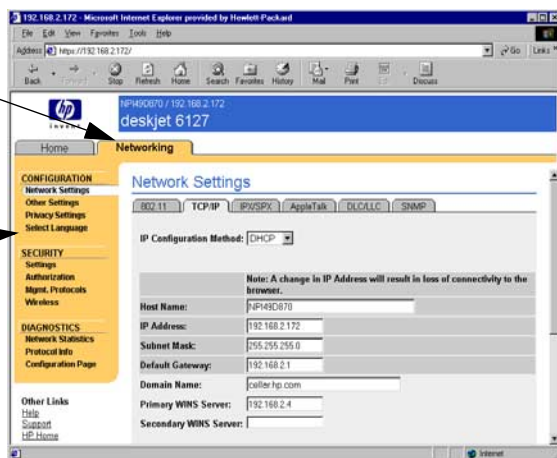 192.168.2.172 - Microsoft Internet Explorer provided by Hewlett-Packard
File Edit View Favorites Tools Help
Address https://192.168.2.172/ Go Links
Back Forward Stop Refresh Home Search Favorites History Mail Print Edit Discuss
hp
invent
NPI49D870 / 192.168.2.172
deskjet 6127
Home Networking
CONFIGURATION
Network Settings
Other Settings
Privacy Settings
Select Language
SECURITY
Settings
Authorization
Mgmt. Protocols
Wireless
DIAGNOSTICS
Network Statistics
Protocol Info
Configuration Page
Other Links
Help
Support
HP Home
Network Settings
802.11 TCP/IP IPX/SPX AppleTalk DLC/LLC SNMP
IP Configuration Method: DHCP
Note: A change in IP Address will result in loss of connectivity to the
browser.
Host Name: NPI49D870
IP Address: 192.168.2.172
Subnet Mask: 255.255.255.0
Default Gateway: 192.168.2.1
Domain Name: celler.hp.com
Primary WINS Server: 192.168.2.4
Secondary WINS Server:
Internet